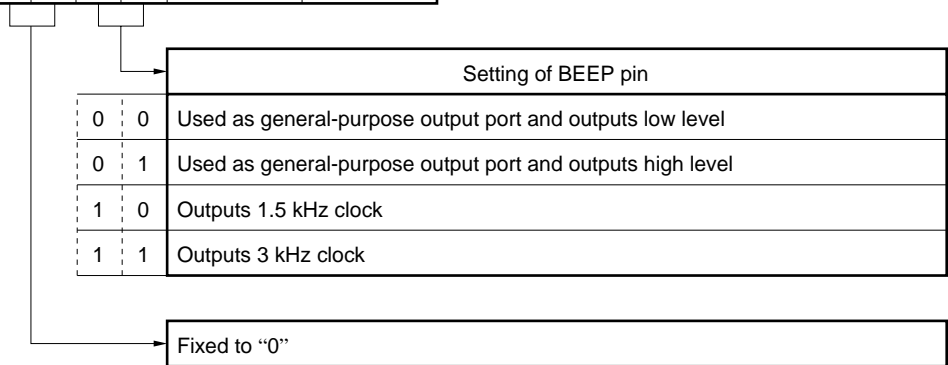 Setting of BEEP pin
0 0 Used as general-purpose output port and outputs low level
0 1 Used as general-purpose output port and outputs high level
1 0 Outputs 1.5 kHz clock
1 1 Outputs 3 kHz clock
Fixed to “0”